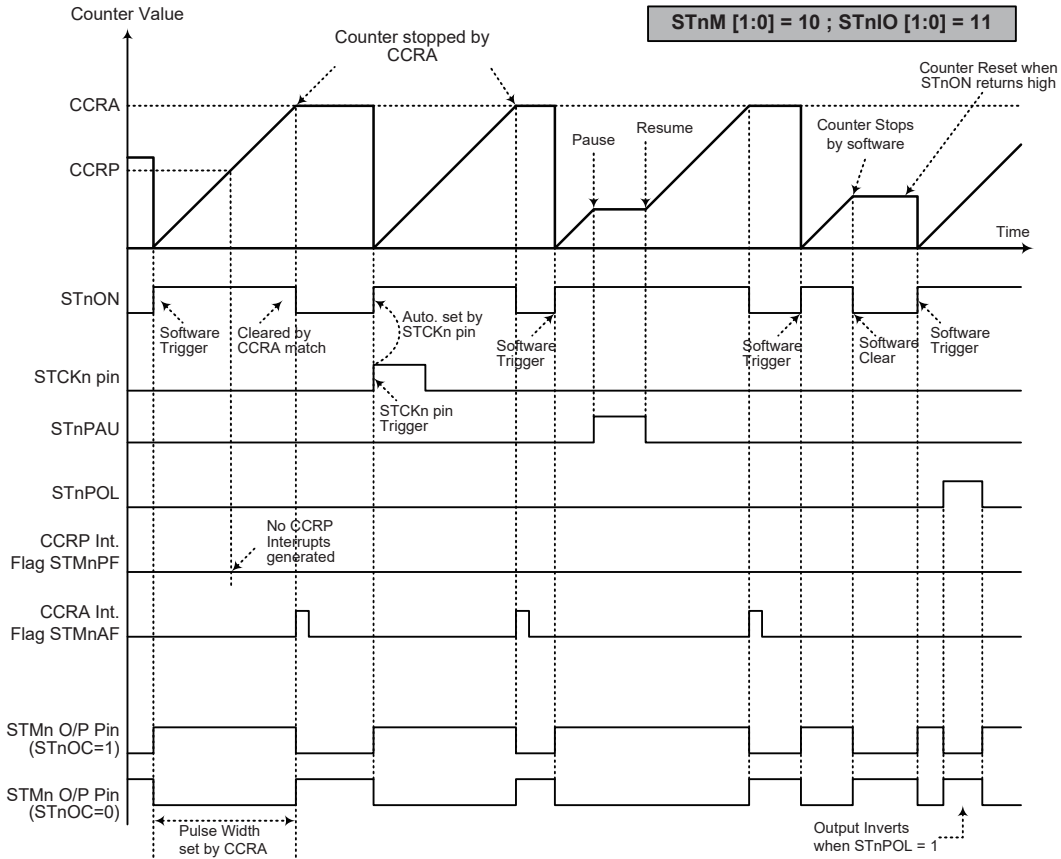 Counter Value
STnM [1:0] = 10 ; STnIO [1:0] = 11
Counter stopped by
CCRA
Counter Reset when
STnON returns high
CCRA
Pause
Resume
Counter Stops
by software
CCRP
Time
STnON
Software
Trigger
Cleared by
CCRA match
Auto. set by
STCKn pin
Software
Trigger
Software
Trigger
Software
Clear
Software
Trigger
STCKn pin
STCKn pin
Trigger
STnPAU
STnPOL
No CCRP
Interrupts
generated
CCRP Int.
Flag STMnPF
CCRA Int.
Flag STMnAF
STMn O/P Pin
(STnOC=1)
STMn O/P Pin
(STnOC=0)
Pulse Width
set by CCRA
Output Inverts
when STnPOL = 1